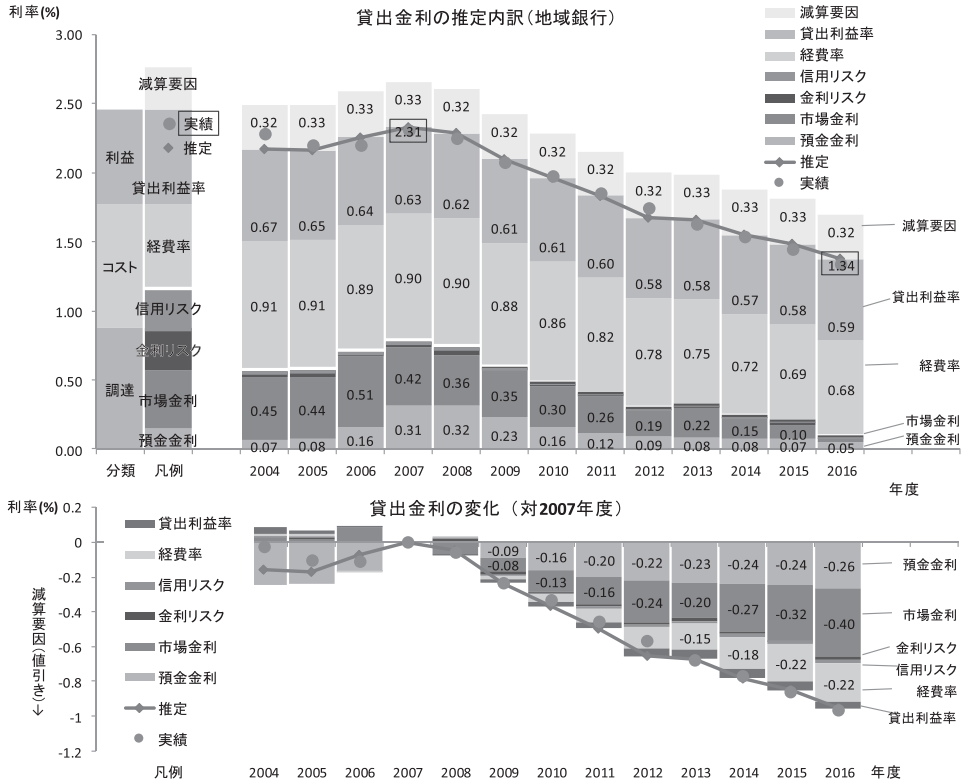 利率(%)
貸出金利の推定内訳(地域銀行)
減算要因
貸出利益率
経費率
信用リスク
金利リスク
市場金利
預金金利
推定
実績
3.00
2.50
2.00
1.50
1.00
0.50
0.00
減算要因
実績
推定
利益
貸出利益率
コスト
経費率
信用リスク
金利リスク
調達
市場金利
預金金利
0.32 0.33 0.33 0.33 0.32 0.32 0.32 0.32 0.32 0.33 0.33 0.33 0.32
2.31
1.34
0.67 0.65 0.64 0.63 0.62 0.61 0.61 0.60 0.58 0.58 0.57 0.58 0.59
0.91 0.91 0.89 0.90 0.90 0.88 0.86 0.82 0.78 0.75 0.72 0.69 0.68
0.45 0.44 0.51 0.42 0.36 0.35 0.30 0.26 0.19 0.22 0.15 0.10
0.07 0.08 0.16 0.31 0.32 0.23 0.16 0.12 0.09 0.08 0.08 0.07 0.05
減算要因
貸出利益率
経費率
市場金利
預金金利
分類 凡例 2004 2005 2006 2007 2008 2009 2010 2011 2012 2013 2014 2015 2016
年度
利率(%)
貸出金利の変化 (対2007年度)
0.2
0
-0.2
-0.4
-0.6
-0.8
-1
-1.2
減算要因(値引き)→
貸出利益率
経費率
信用リスク
金利リスク
市場金利
預金金利
推定
実績
-0.09 -0.16 -0.20 -0.22 -0.23 -0.24 -0.24 -0.26
-0.08 -0.13 -0.16 -0.24 -0.20 -0.27 -0.32 -0.40
-0.15 -0.18 -0.22 -0.22
預金金利
市場金利
金利リスク
信用リスク
経費率
貸出利益率
凡例 2004 2005 2006 2007 2008 2009 2010 2011 2012 2013 2014 2015 2016 年度